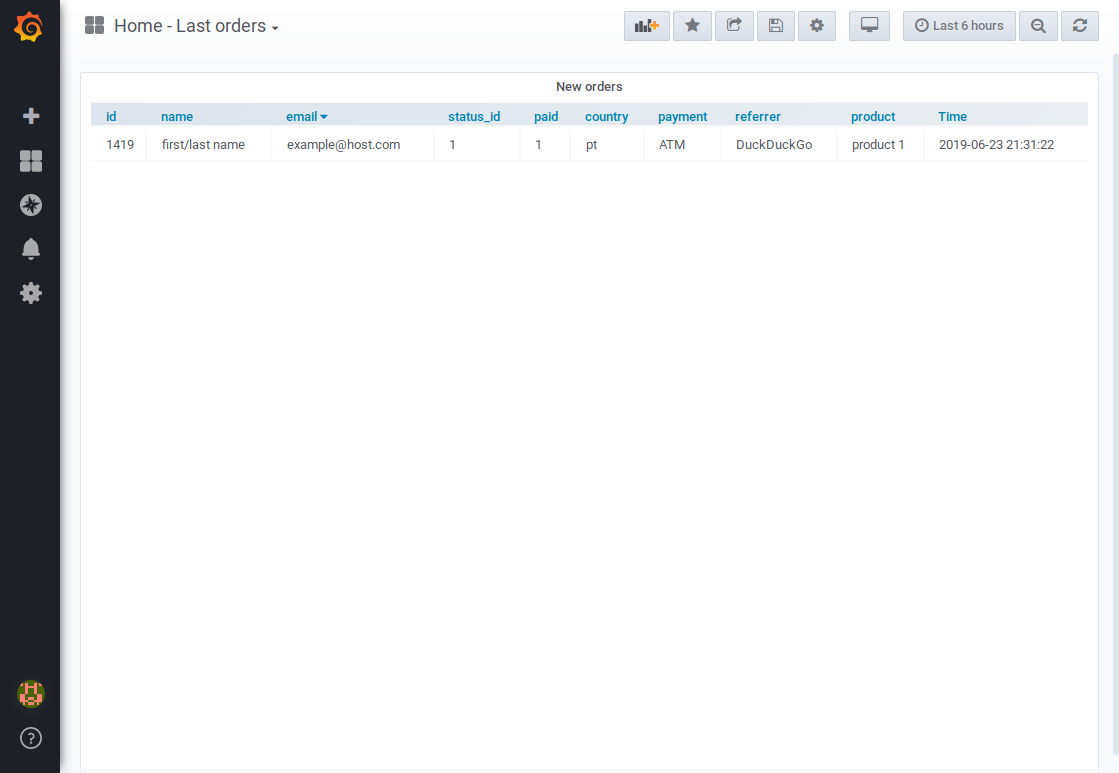 Home - Last orders
Last 6 hours
New orders
id name email status_id paid country payment referrer product Time
1419 first/last name example@host.com 1 1 pt ATM DuckDuckGo product 1 2019-06-23 21:31:22
?